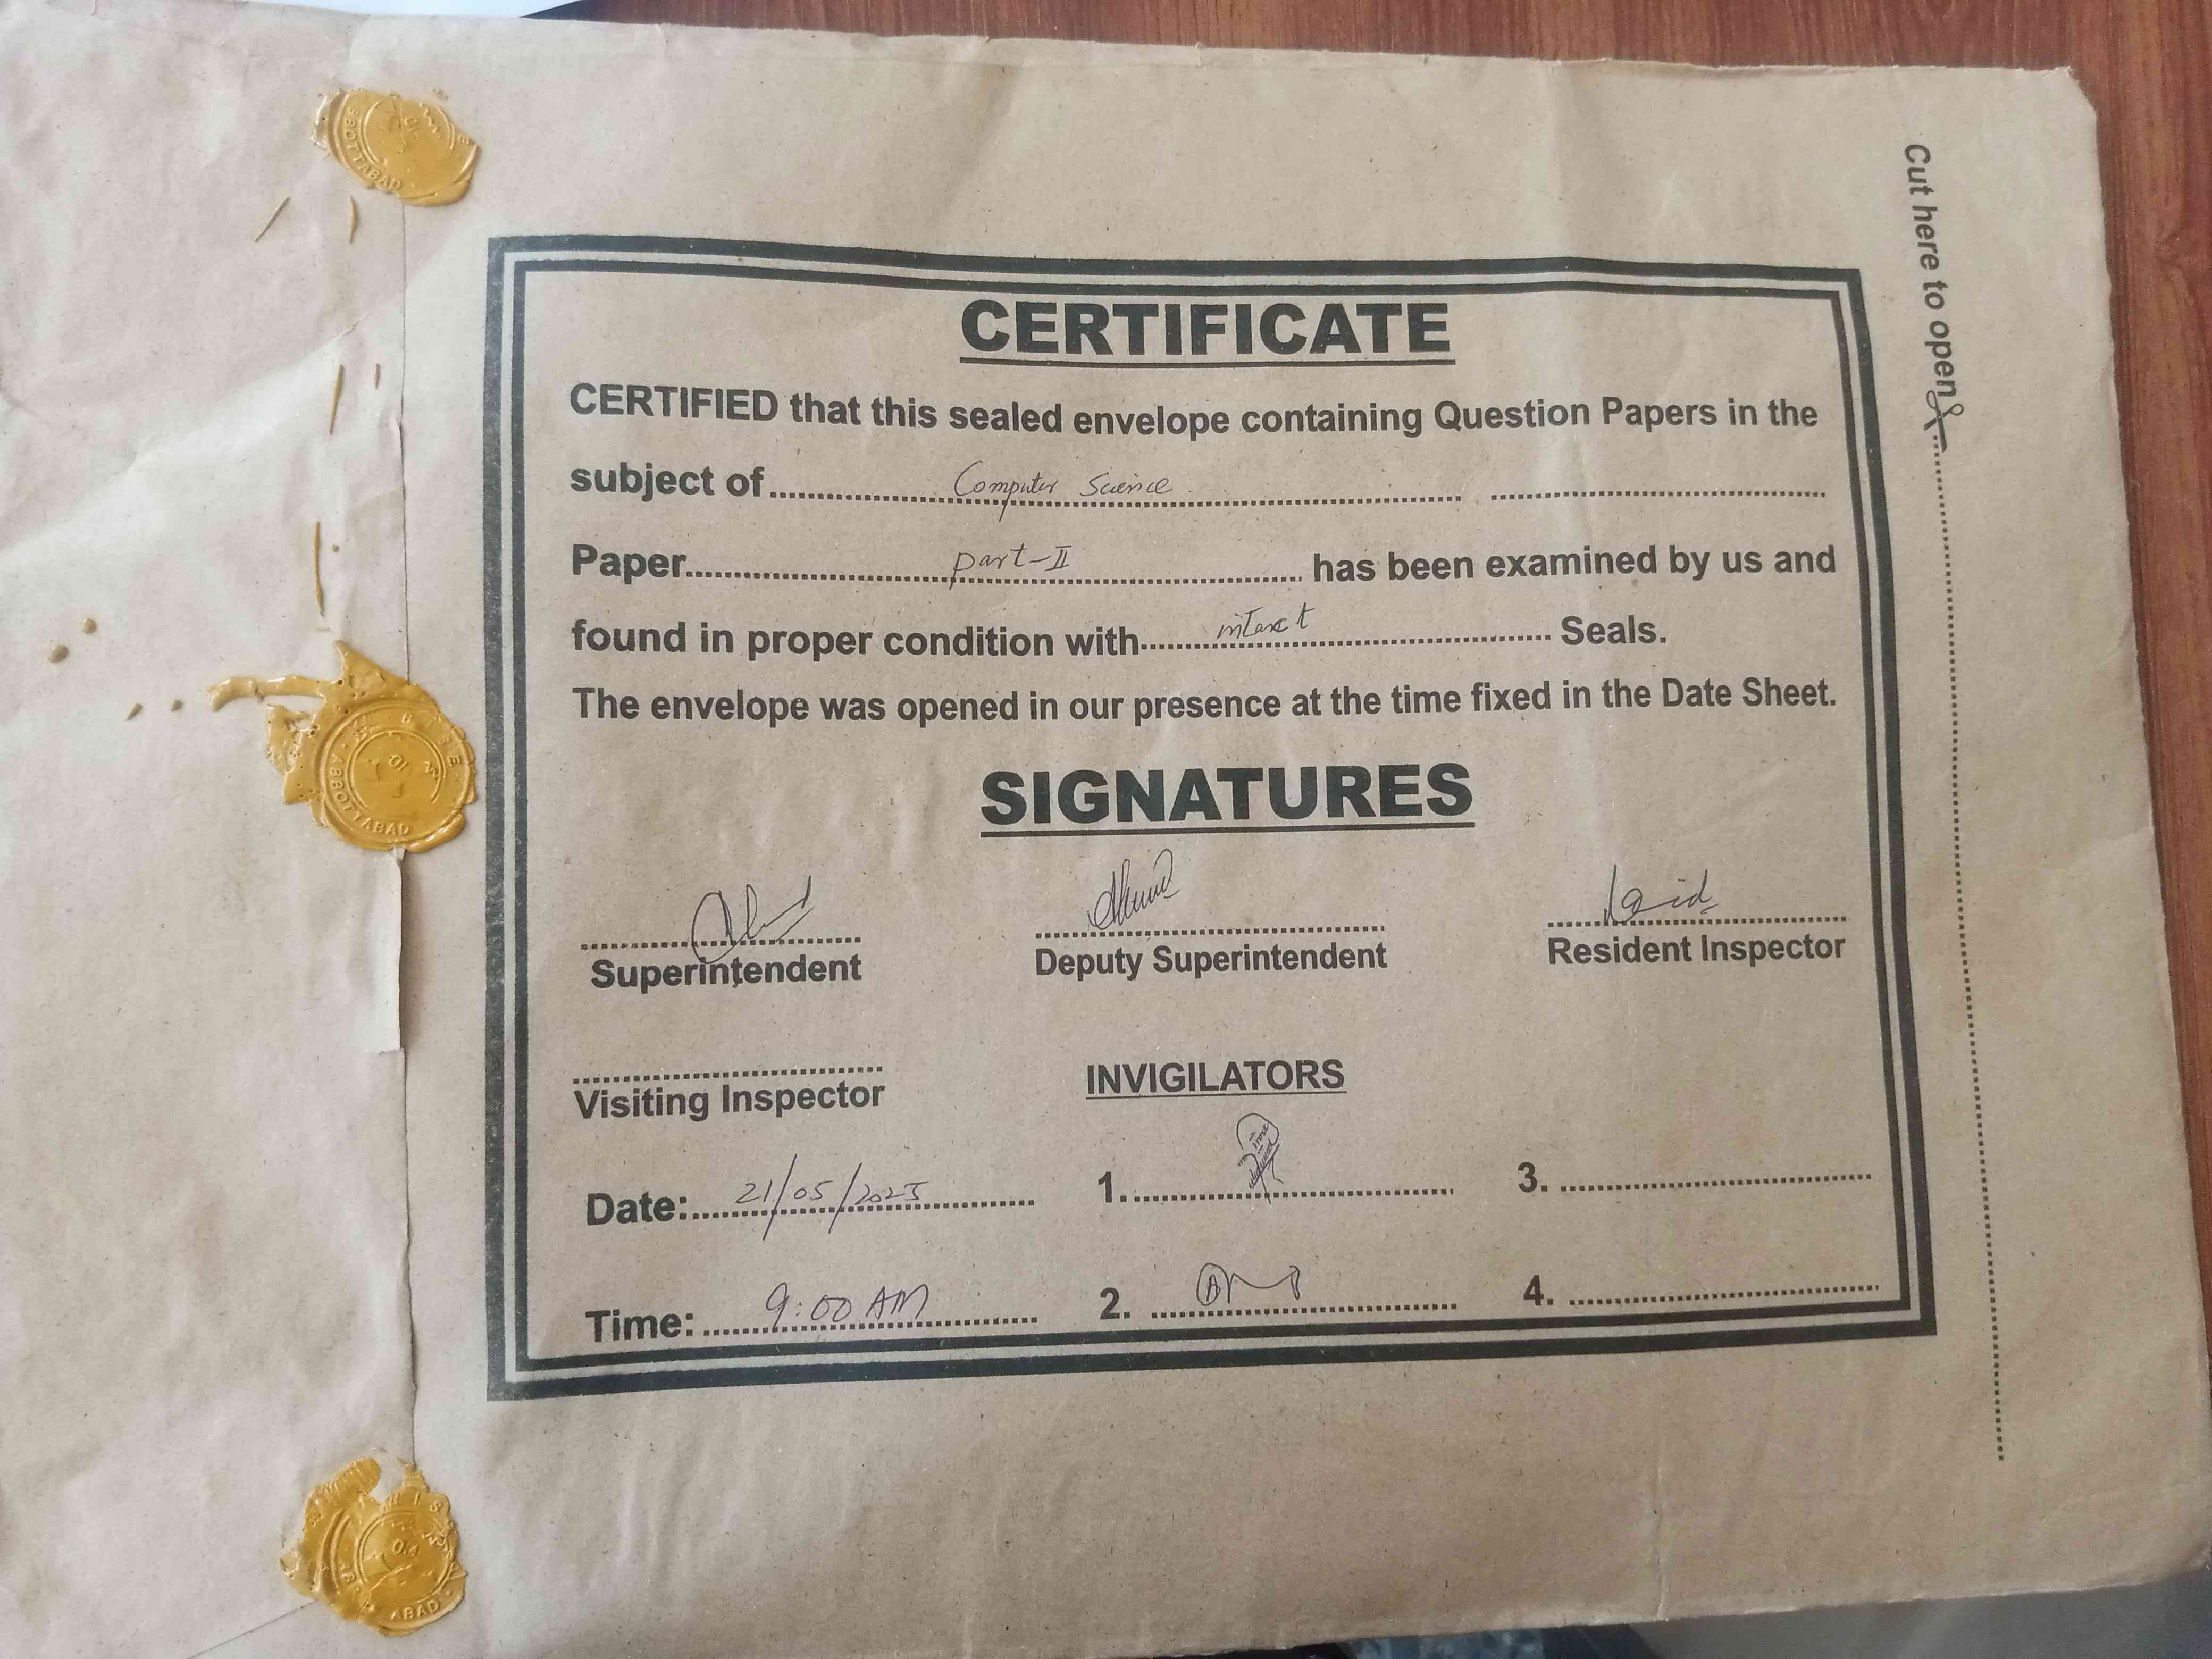 Cut here to open
CERTIFICATE
CERTIFIED that this sealed envelope containing Question Papers in the
subject of Computer Science
Paper part-II has been examined by us and
found in proper condition with intact Seals.
The envelope was opened in our presence at the time fixed in the Date Sheet.
SIGNATURES
Superintendent Deputy Superintendent Resident Inspector
Visiting Inspector INVIGILATORS
Date: 21/05/2025 1. 3.
Time: 9:00 AM 2. 4.
ABBOTTABAD
ABBOTTABAD
ABAD